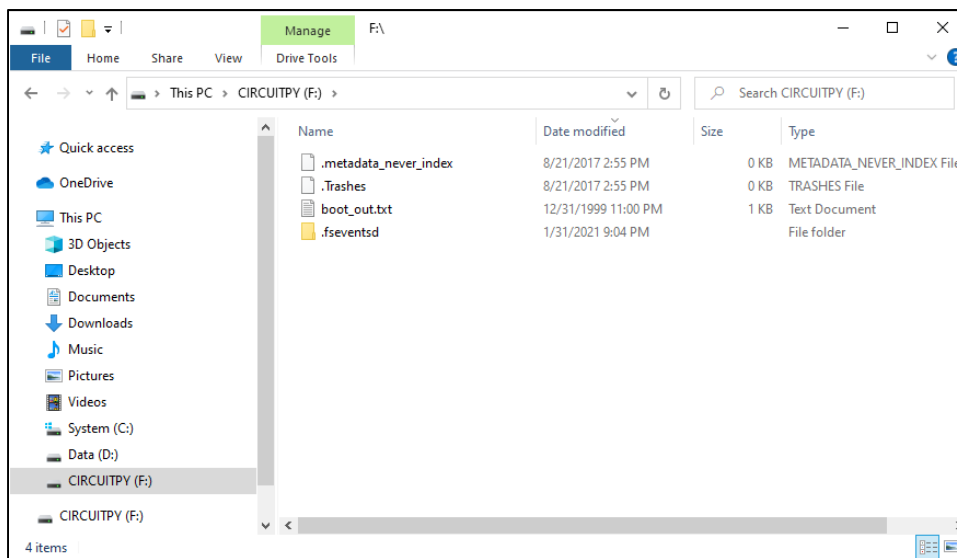 Manage F:\
File Home Share View Drive Tools
This PC > CIRCUITPY (F:) > Search CIRCUITPY (F:)
Name Date modified Size Type
.metadata_never_index 8/21/2017 2:55 PM 0 KB METADATA_NEVER_INDEX File
.Trashes 8/21/2017 2:55 PM 0 KB TRASHES File
boot_out.txt 12/31/1999 11:00 PM 1 KB Text Document
.fseventsd 1/31/2021 9:04 PM File folder
Quick access
OneDrive
This PC
3D Objects
Desktop
Documents
Downloads
Music
Pictures
Videos
System (C:)
Data (D:)
CIRCUITPY (F:)
CIRCUITPY (F:)
4 items